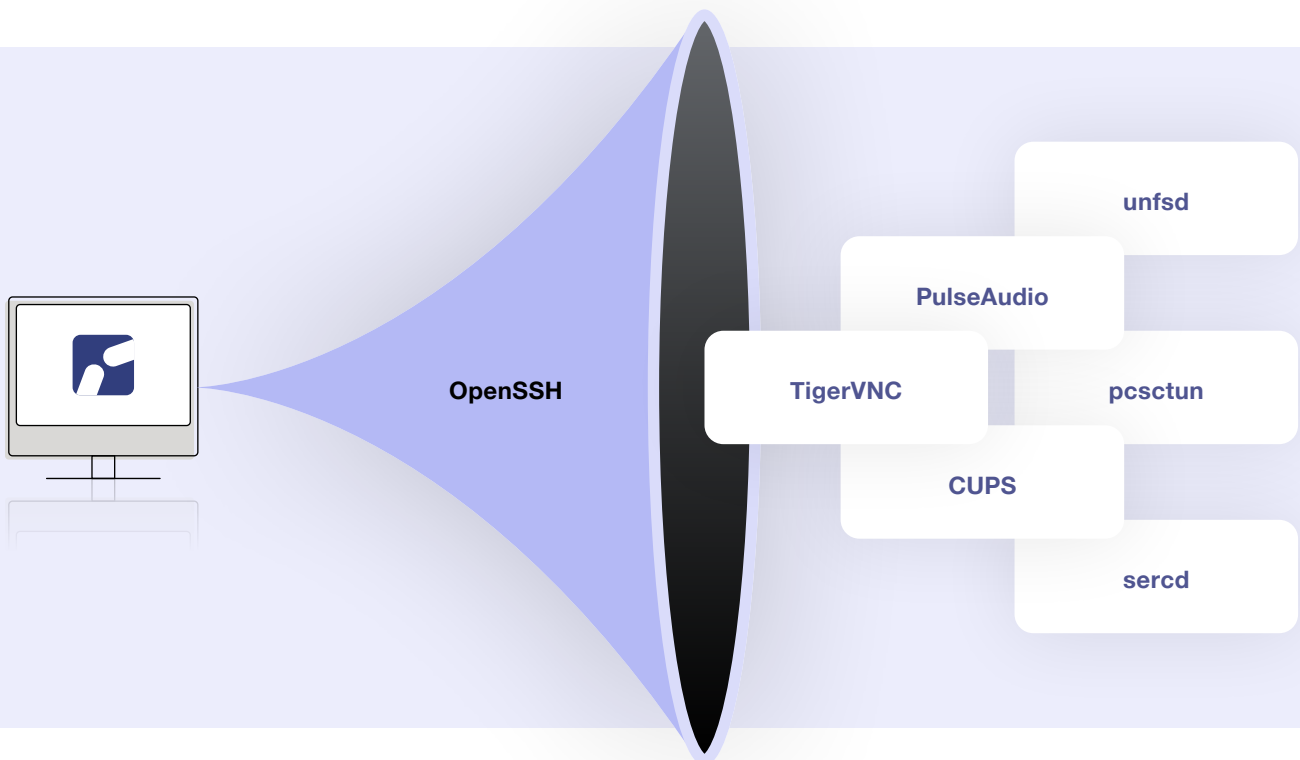 unfsd
PulseAudio
OpenSSH
TigerVNC
pcsctun
CUPS
sercd